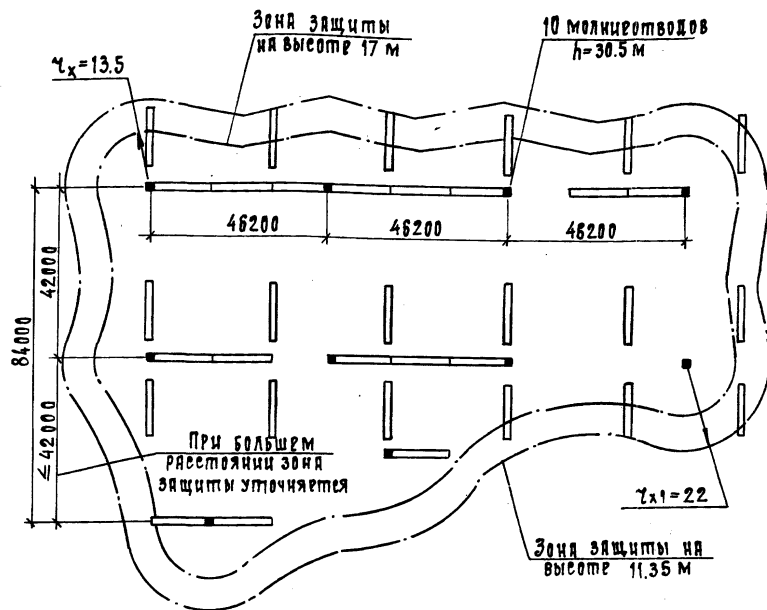 Зона защиты
на высоте 17 м
10 молниеотводов
h=30.5 м
rx=13.5
46200
46200
46200
42000
84000
≤42000
При большем
расстоянии зона
защиты уточняется
rx1=22
Зона защиты на
высоте 11.35 м